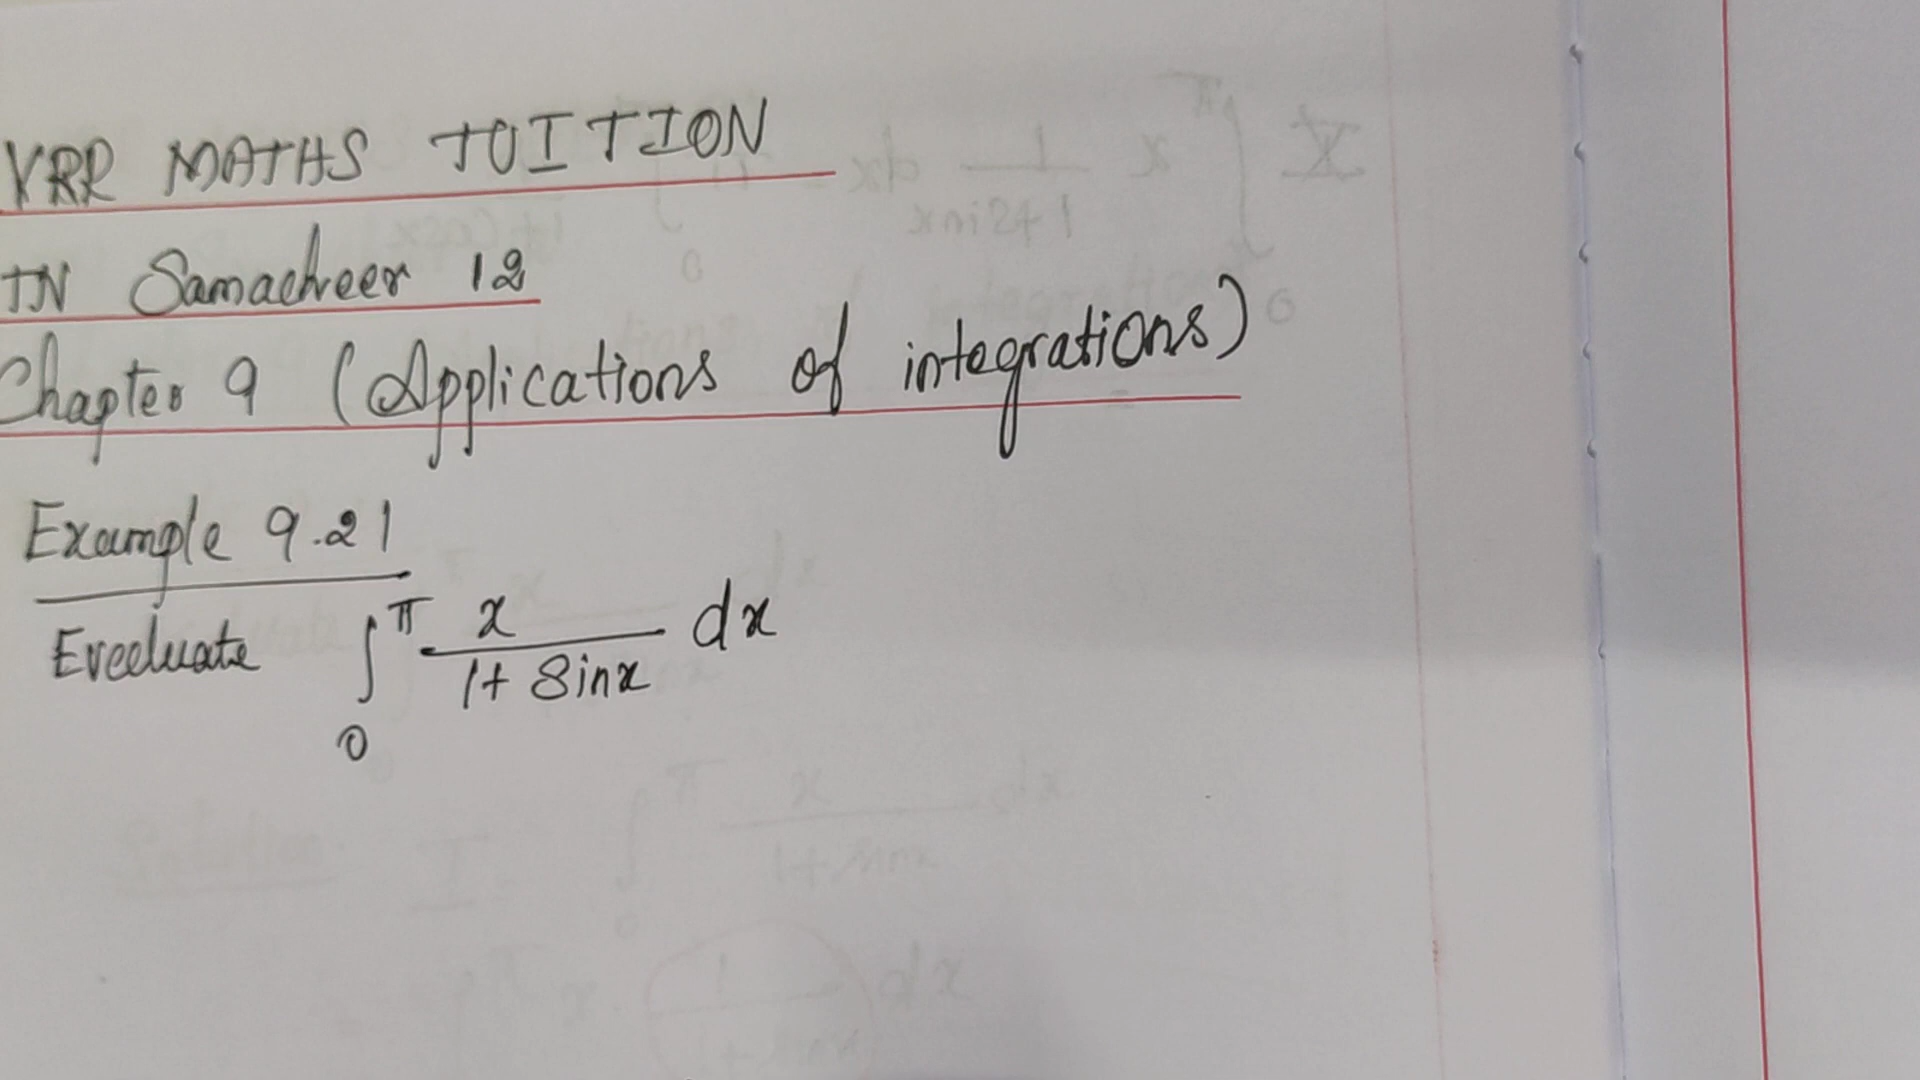 VRR MATHS TUITION
TN Samacheer 12
Chapter 9 (Applications of integrations)
Example 9.21
Evaluate ∫₀^π x/(1+ Sinx) dx